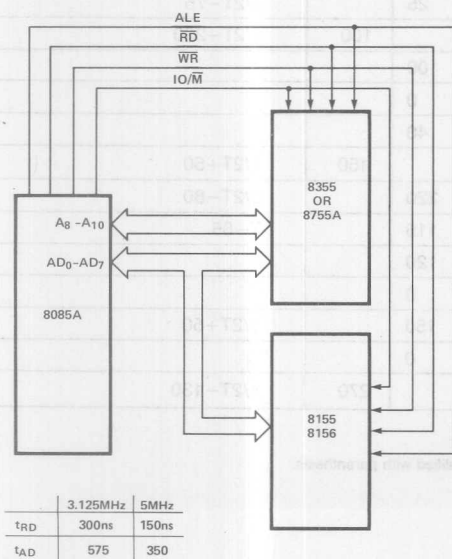 ALE
RD
WR
IO/M
8355
OR
8755A
A8 -A10
AD0-AD7
8085A
8155
8156
3.125MHz 5MHz
tRD 300ns 150ns
tAD 575 350